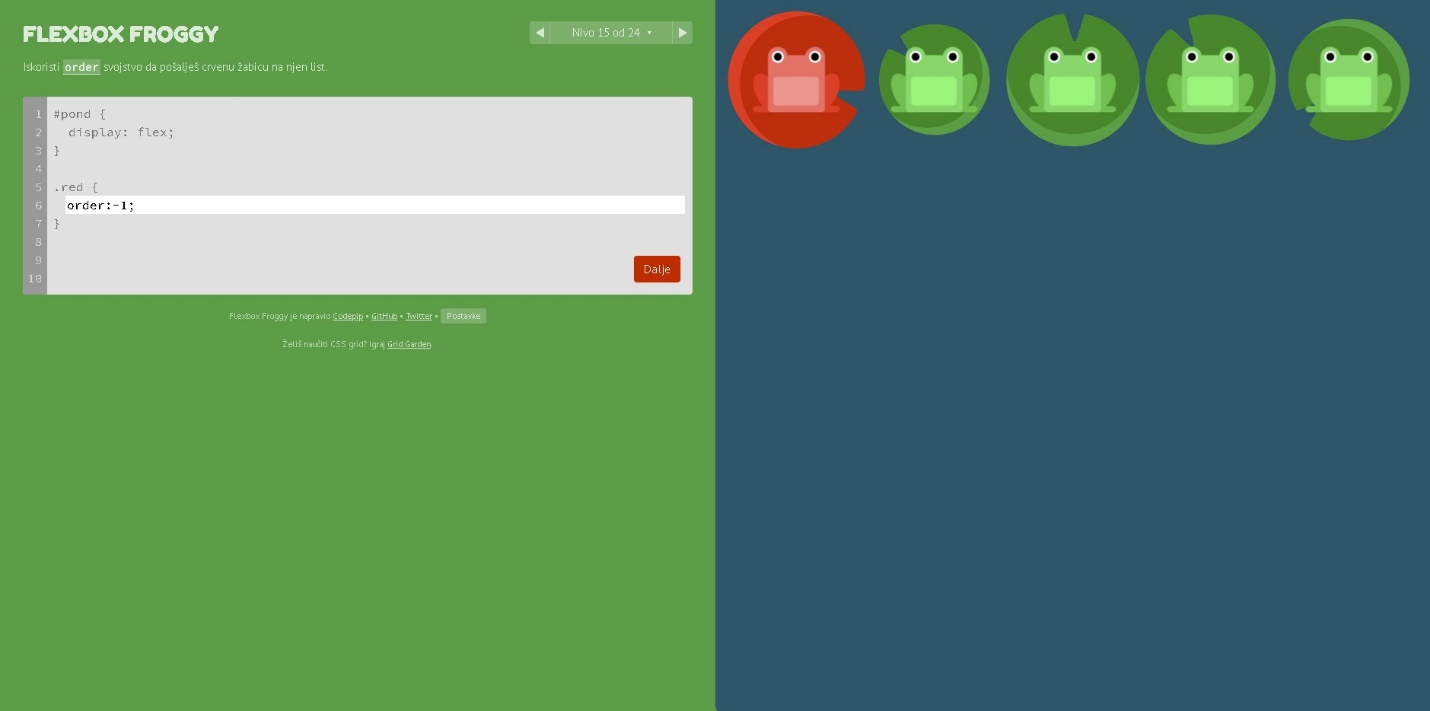 FLEXBOX FROGGY
◀ Nivo 15 od 24 ▾ ▶
Iskoristi order svojstvo da pošalješ crvenu žabicu na njen list.
1 #pond {
2   display: flex;
3 }
4
5 .red {
6   order:-1;
7 }
8
9
10
Dalje
Flexbox Froggy je napravio Codepip • GitHub • Twitter • Postavke
Želiš naučiti CSS grid? Igraj Grid Garden